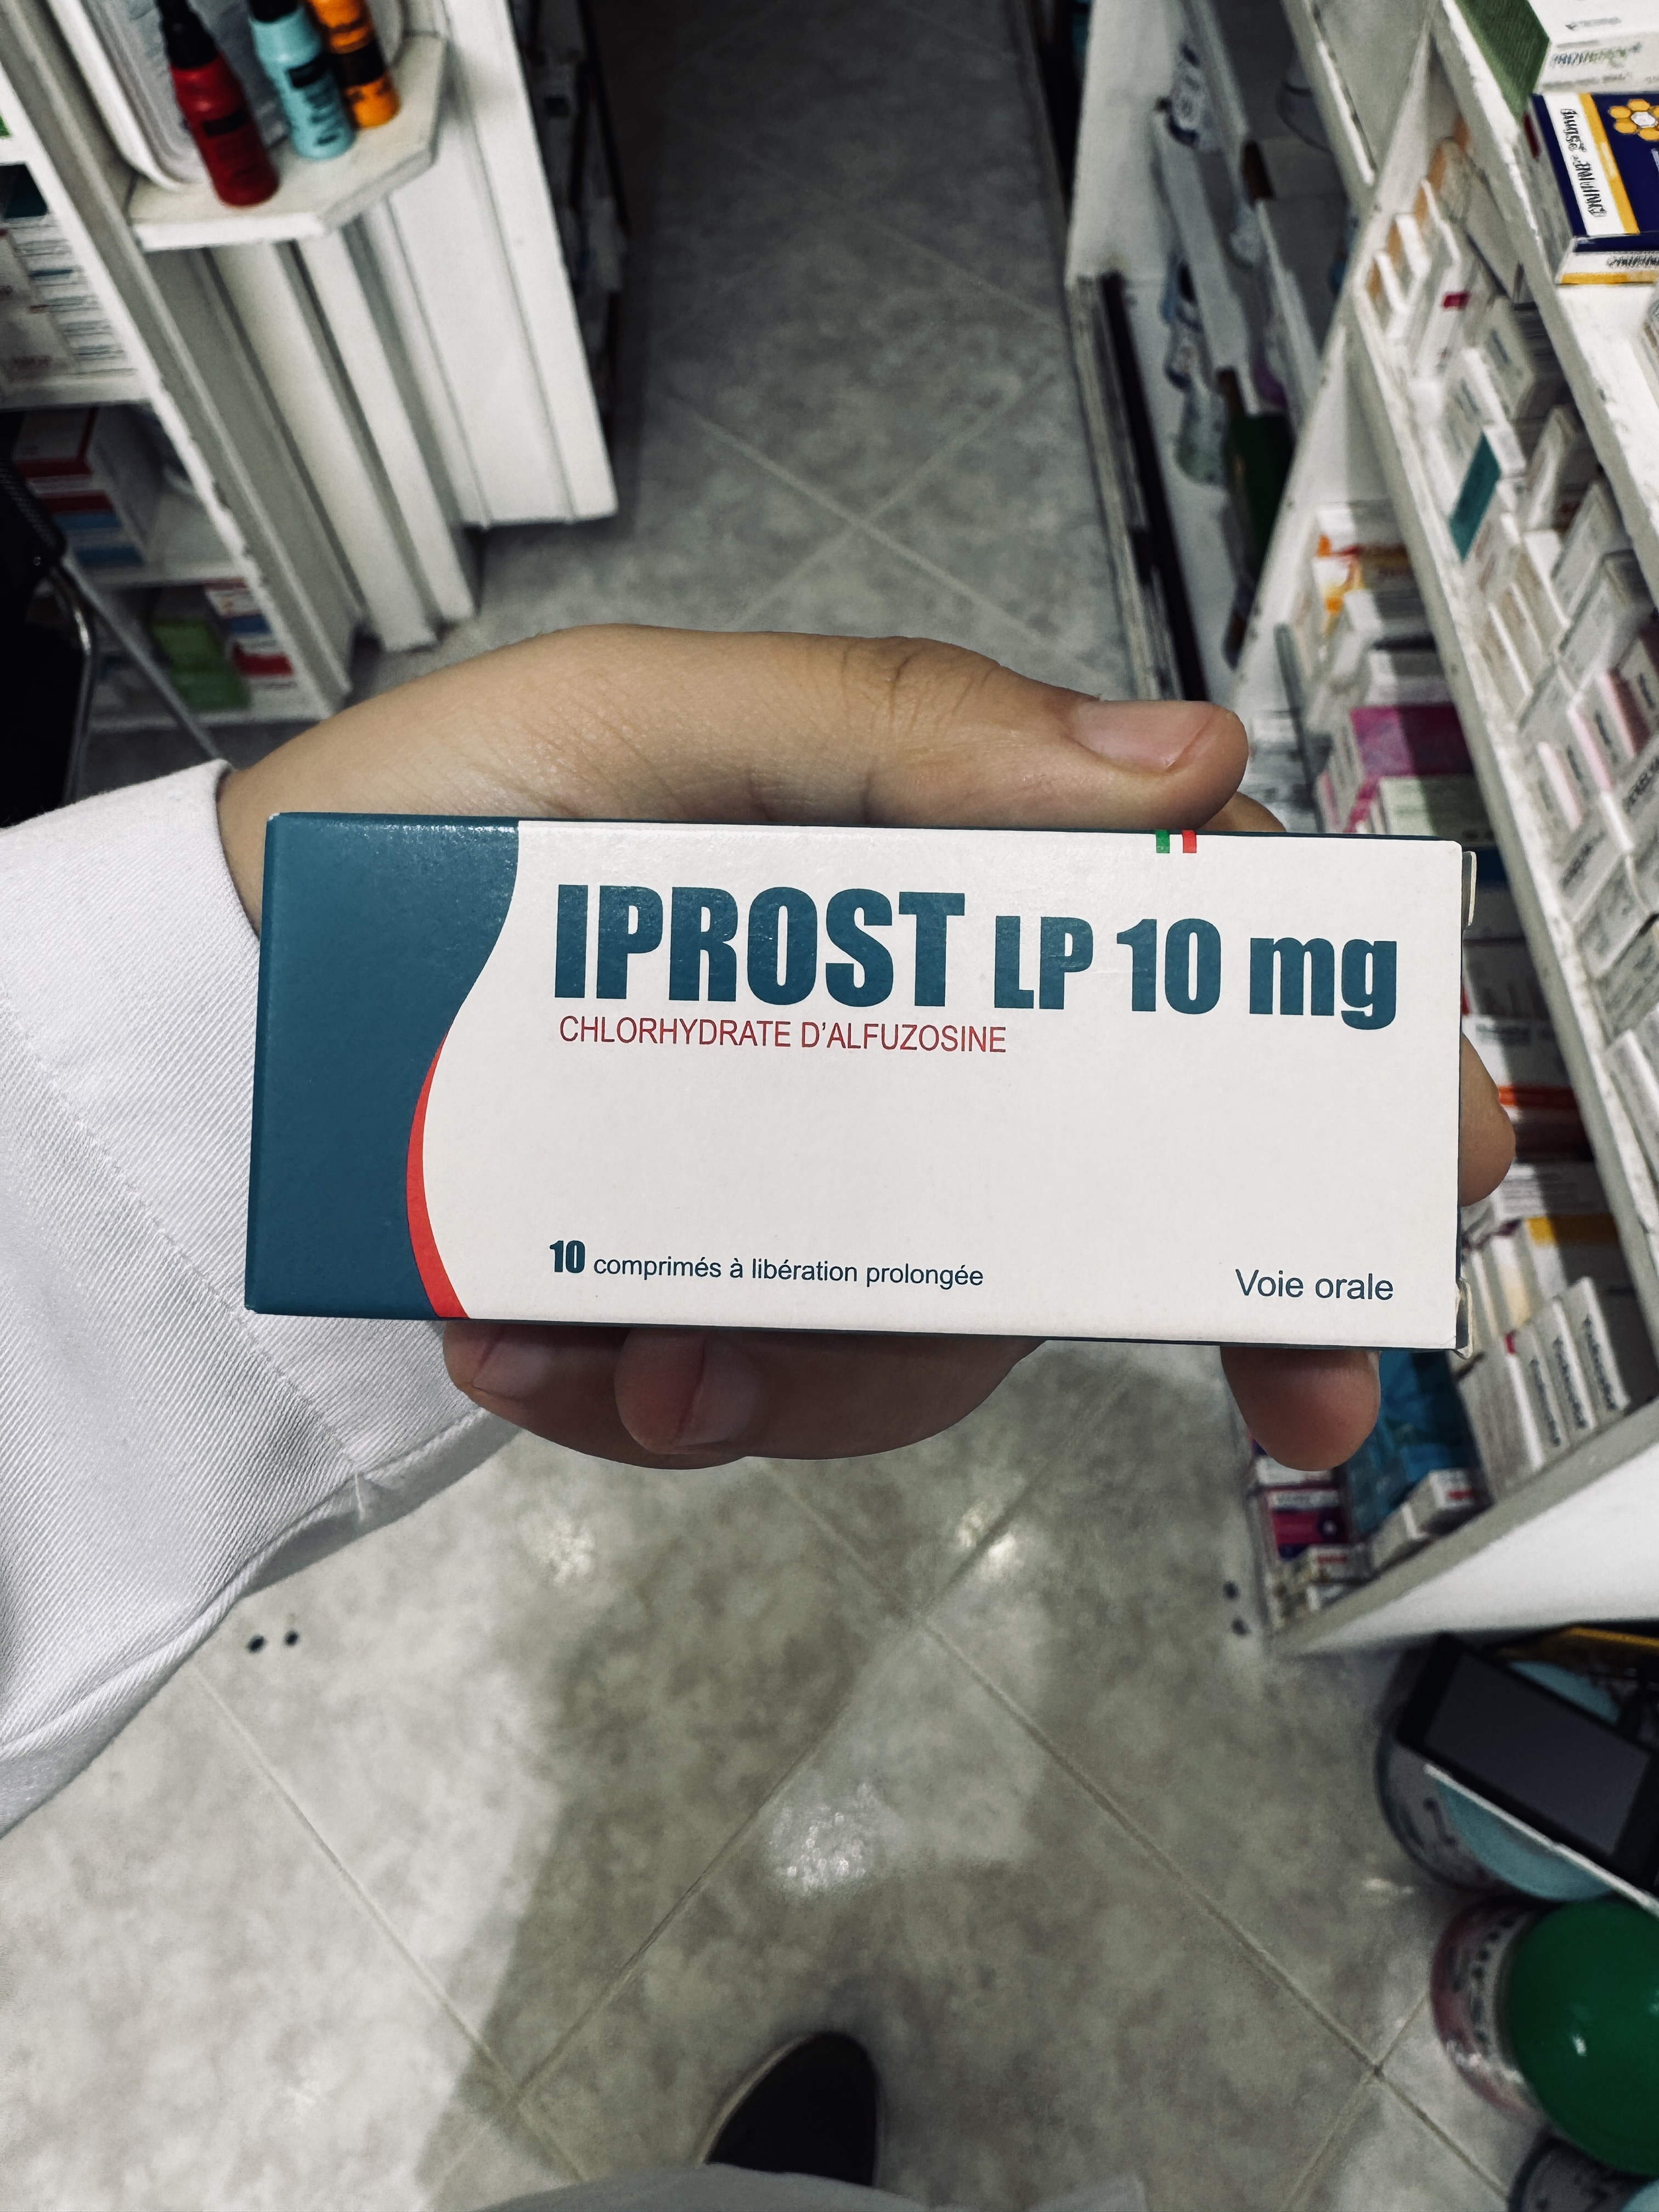 IPROST LP 10 mg
CHLORHYDRATE D'ALFUZOSINE
10 comprimés à libération prolongée
Voie orale